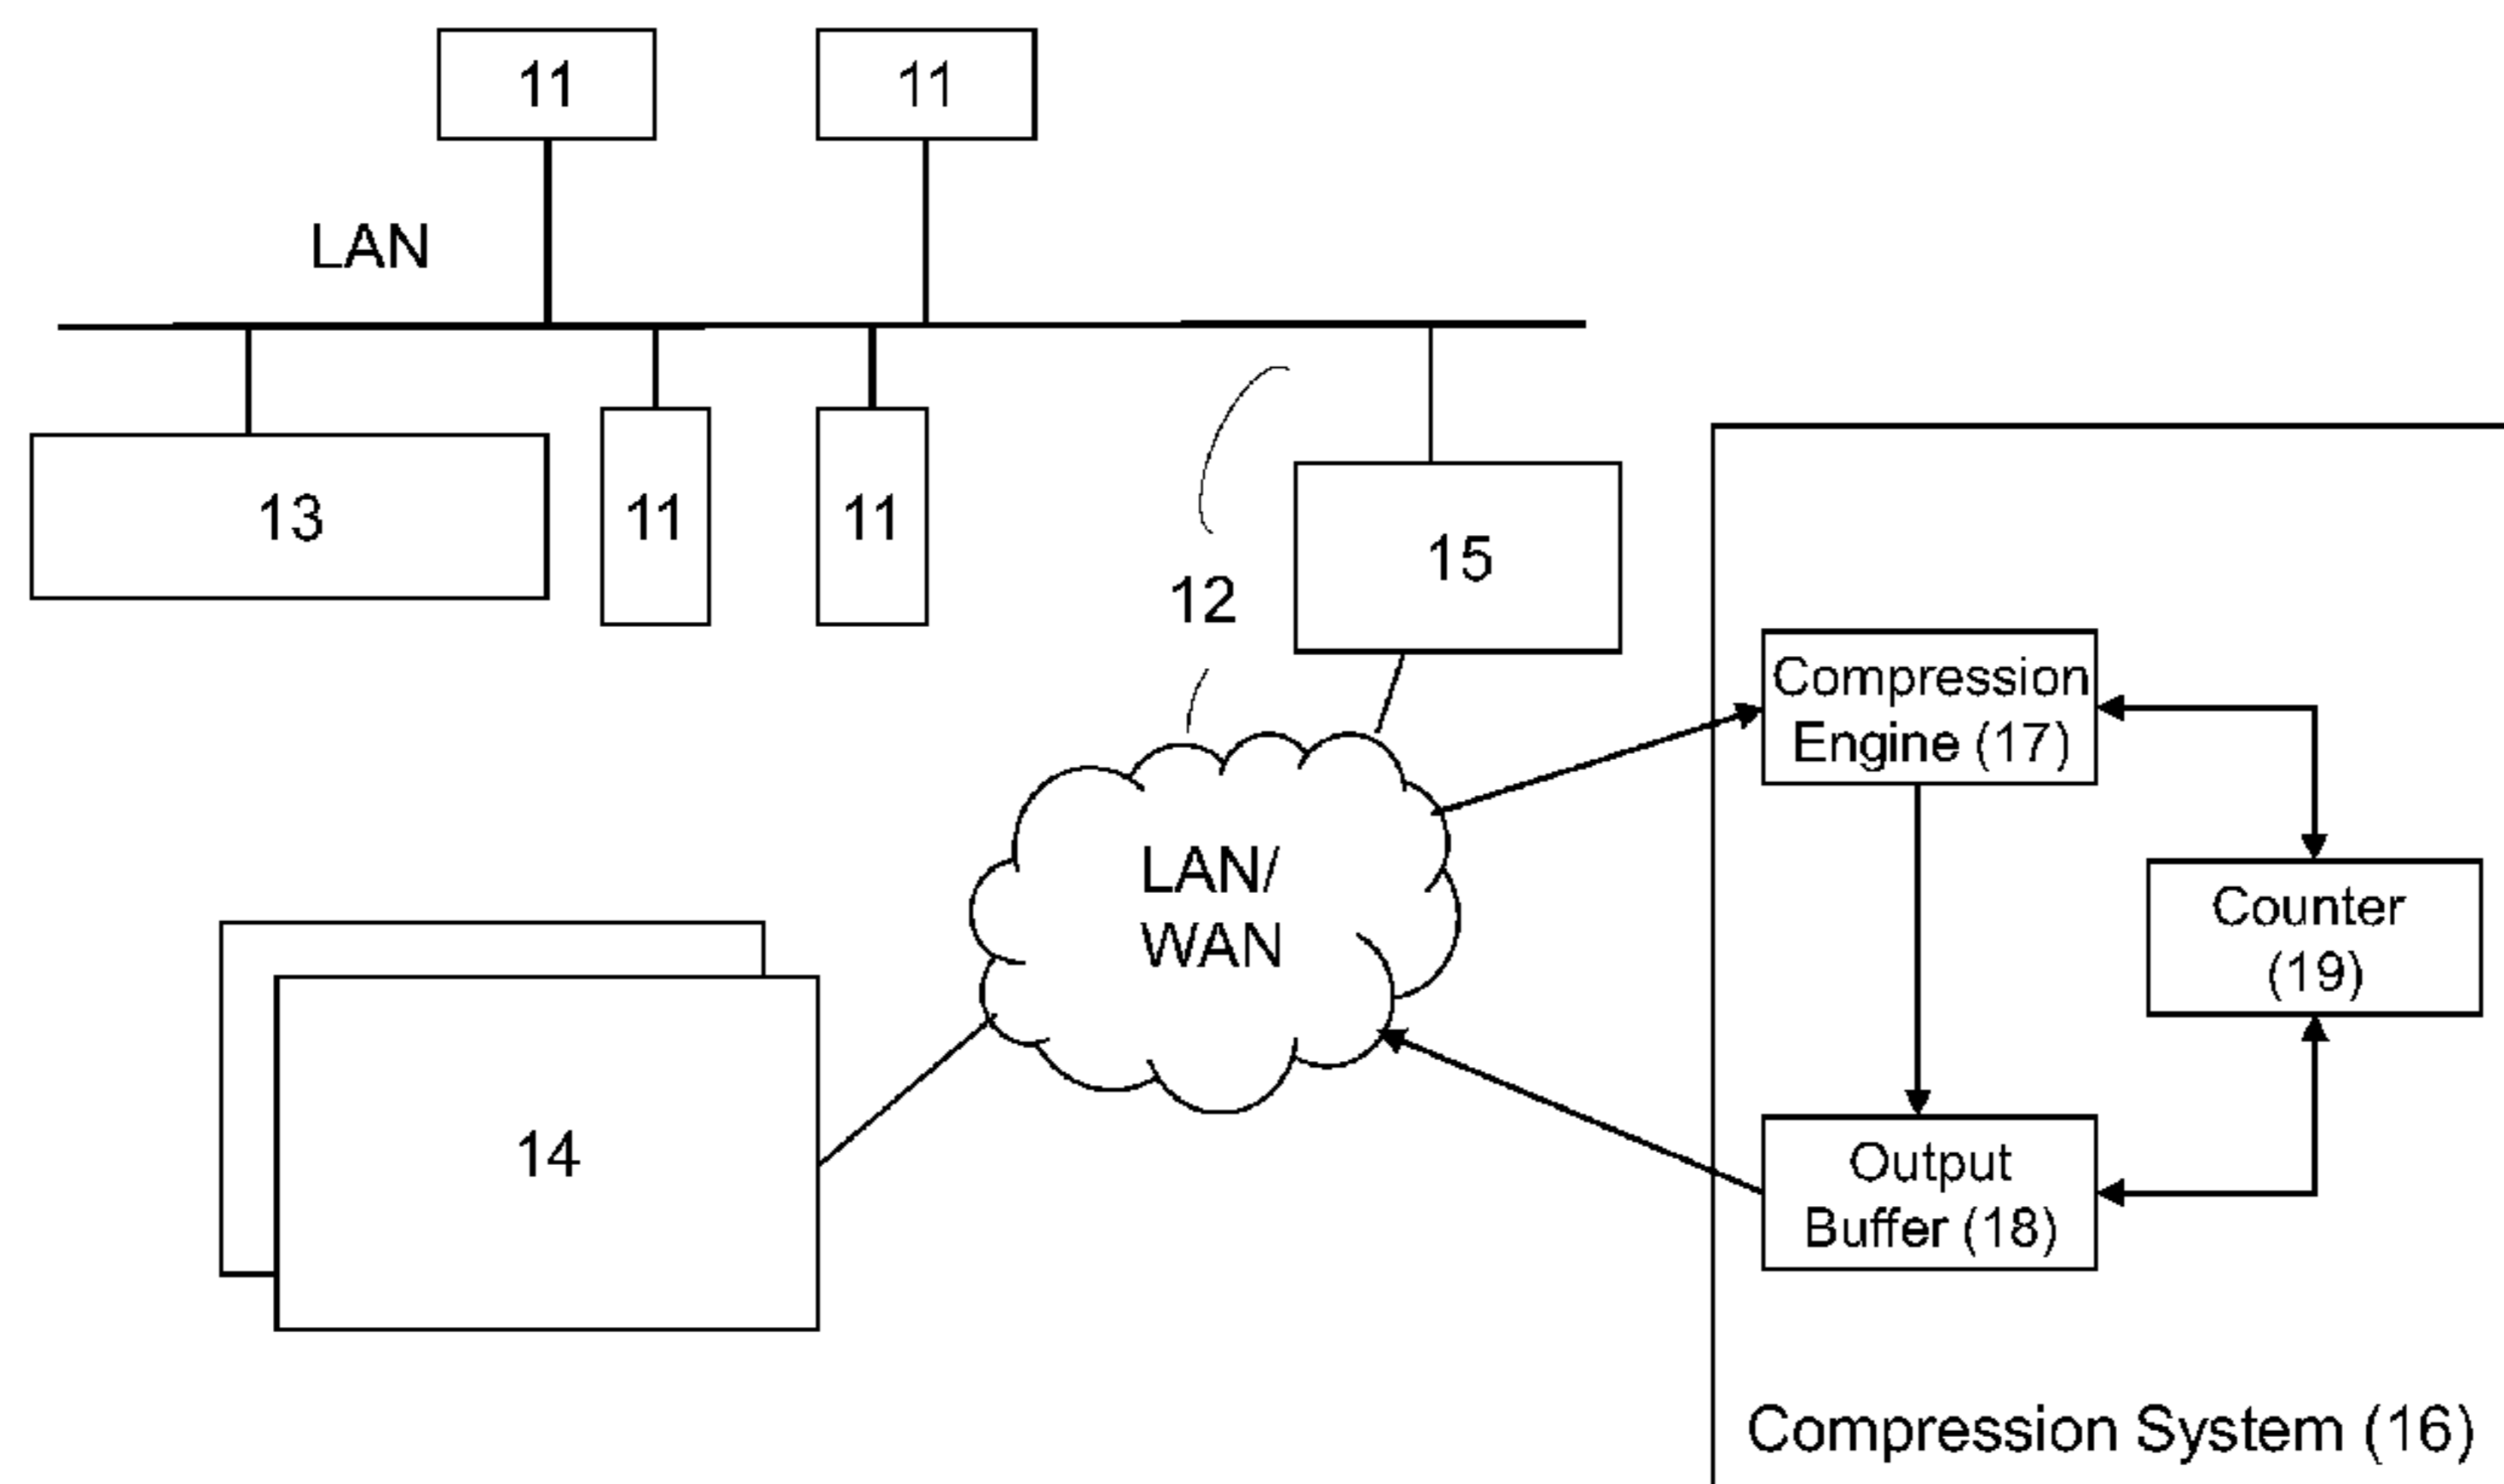 11
11
LAN
13
11
11
12
15
Compression
Engine (17)
LAN/
WAN
Counter
(19)
14
Output
Buffer (18)
Compression System (16)